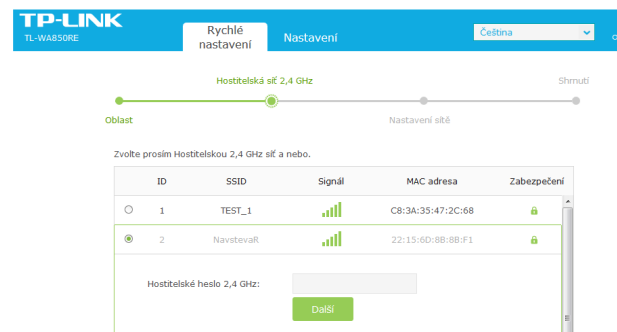 TP-LINK
TL-WA850RE
Rychlé nastavení
Nastavení
Čeština
Hostitelská síť 2,4 GHz
Shrnutí
Oblast
Nastavení sítě
Zvolte prosím Hostitelskou 2,4 GHz síť a nebo.
ID SSID Signál MAC adresa Zabezpečení
1 TEST_1 C8:3A:35:47:2C:68
2 NavstevaR 22:15:6D:8B:8B:F1
Hostitelské heslo 2,4 GHz:
Další